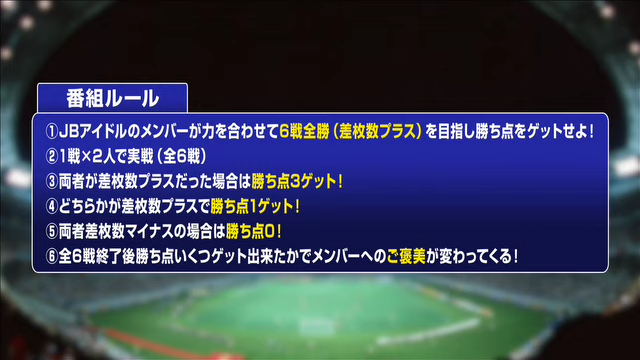 番組ルール
①JBアイドルのメンバーが力を合わせて6戦全勝（差枚数プラス）を目指し勝ち点をゲットせよ！
②1戦×2人で実戦（全6戦）
③両者が差枚数プラスだった場合は勝ち点3ゲット！
④どちらかが差枚数プラスで勝ち点1ゲット！
⑤両者差枚数マイナスの場合は勝ち点0！
⑥全6戦終了後勝ち点いくつゲット出来たかでメンバーへのご褒美が変わってくる！